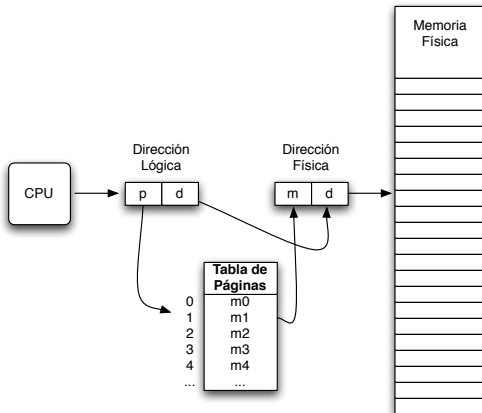 Memoria
Física
Dirección
Lógica
Dirección
Física
CPU
p d
m d
Tabla de
Páginas
0 m0
1 m1
2 m2
3 m3
4 m4
... ...